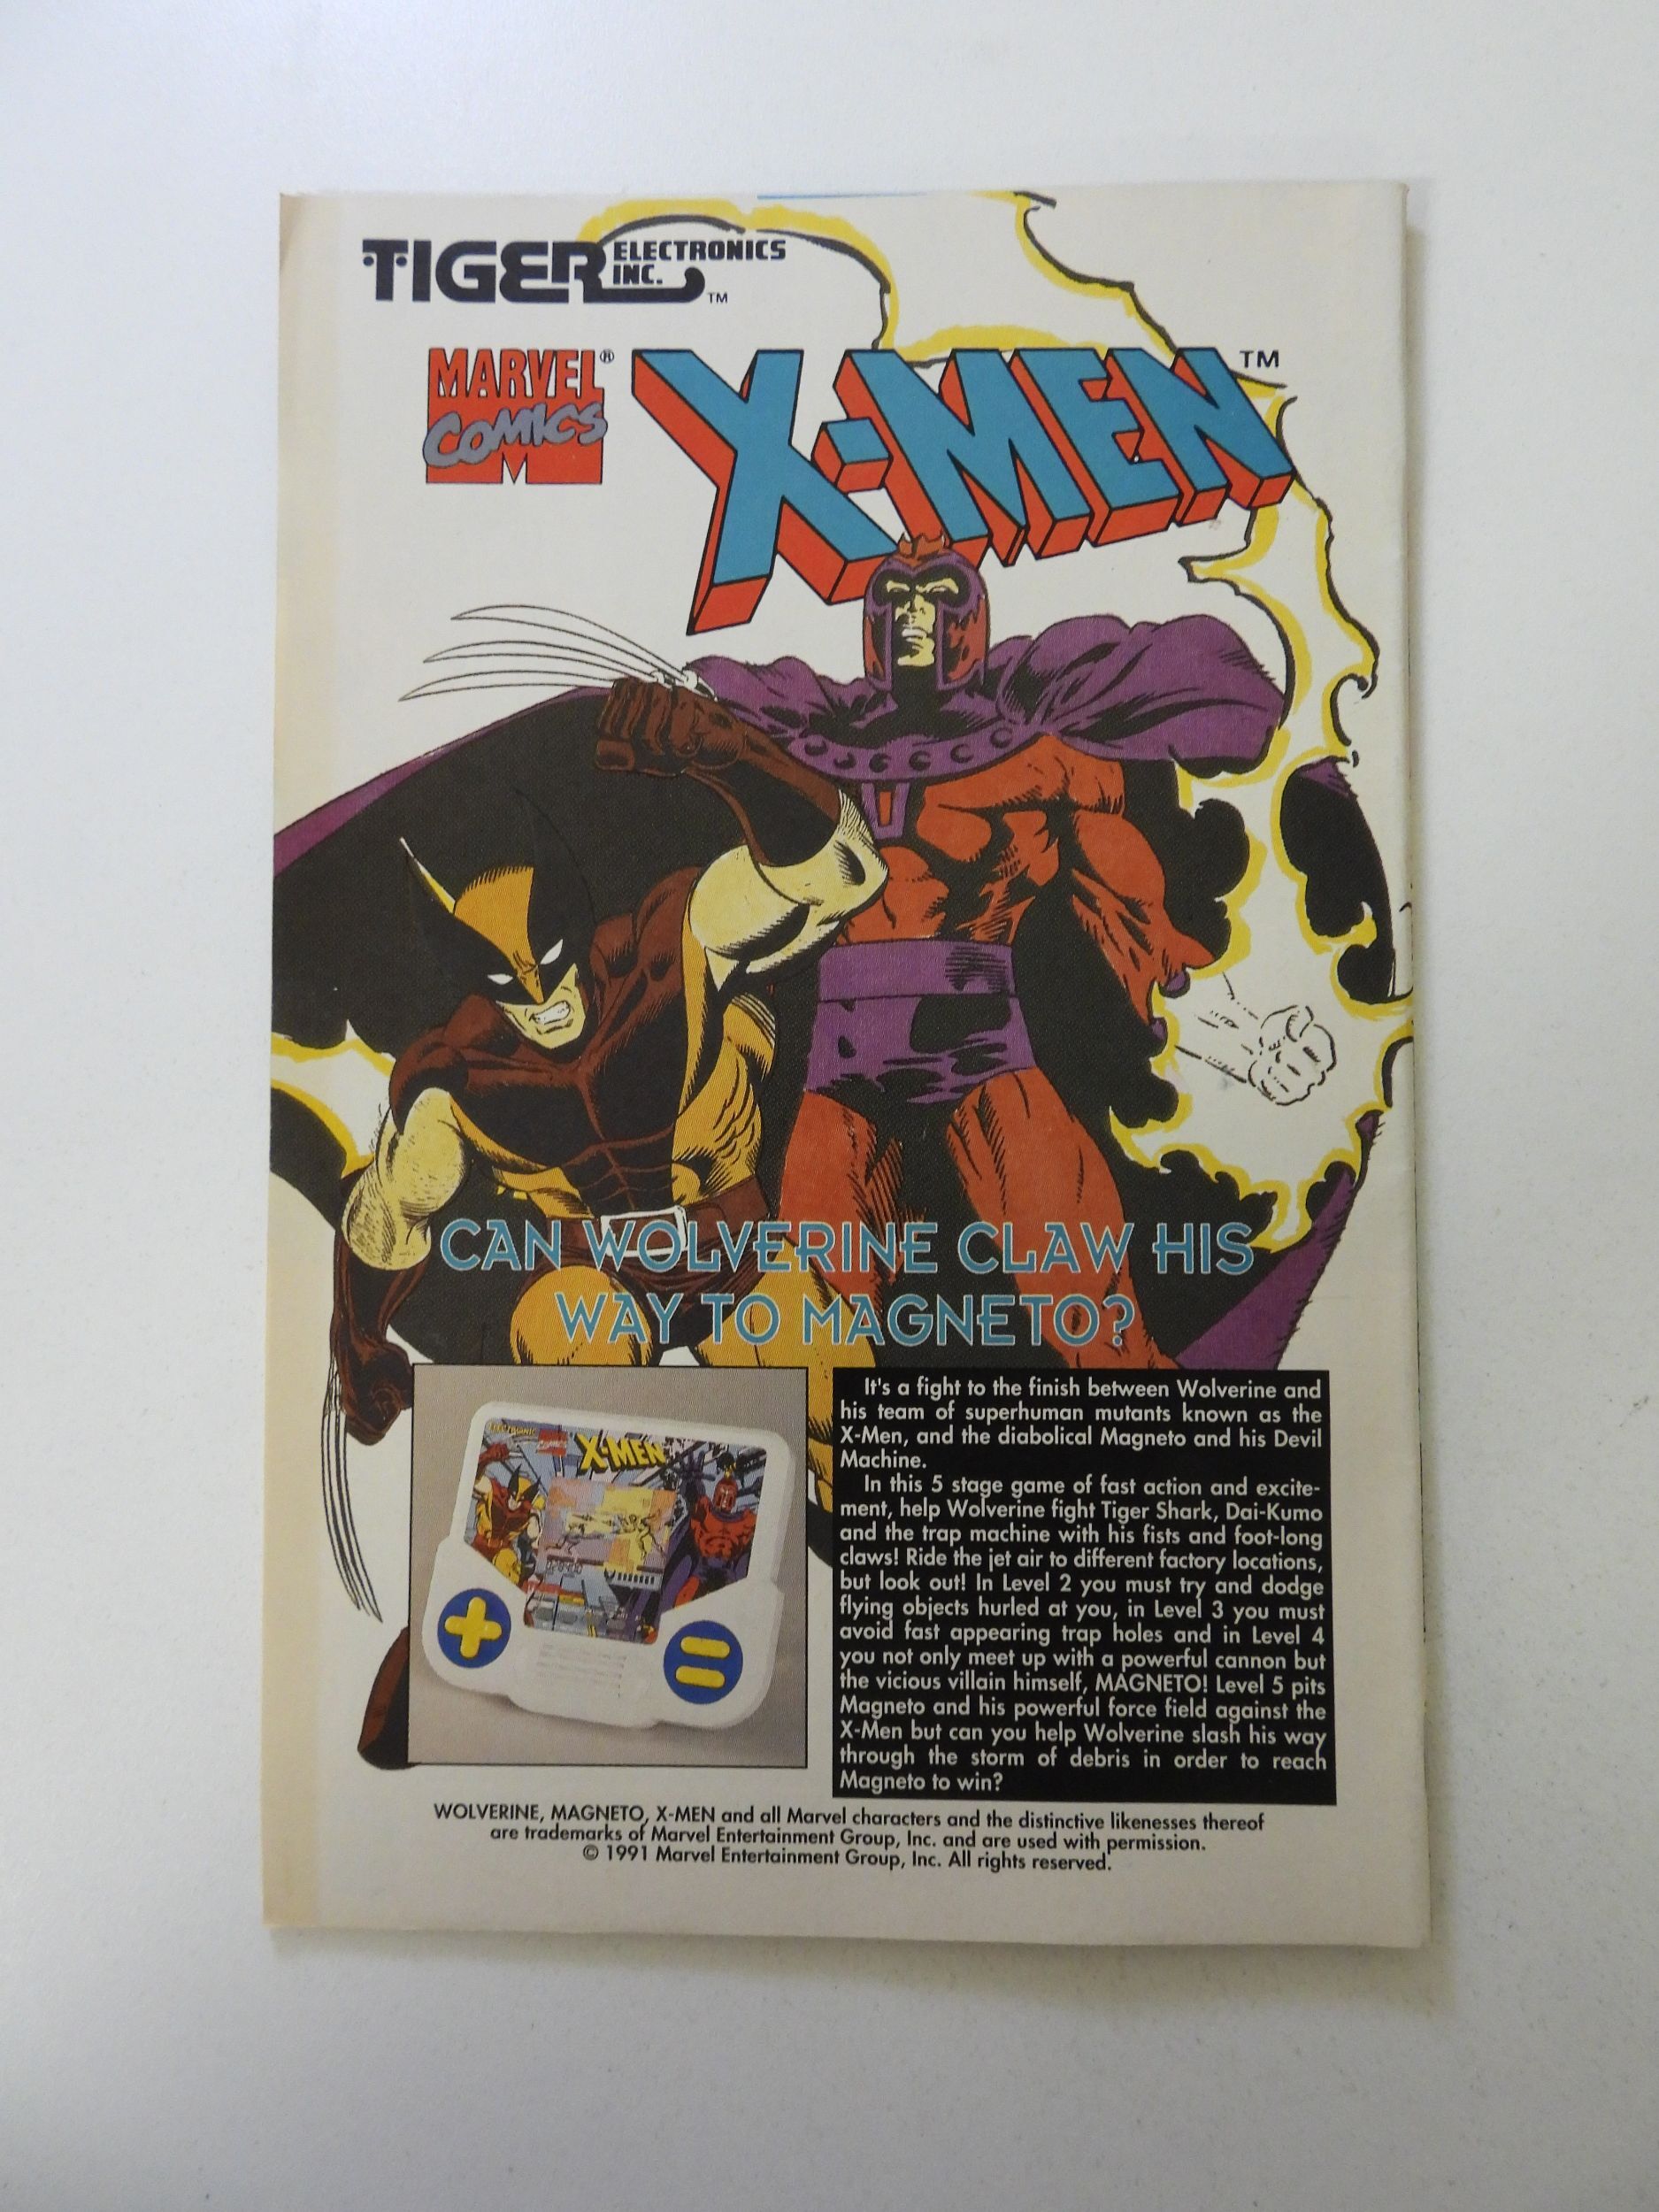 TIGER ELECTRONICS INC.™
MARVEL® COMICS
X-MEN™
CAN WOLVERINE CLAW HIS
WAY TO MAGNETO?
X-MEN
It's a fight to the finish between Wolverine and
his team of superhuman mutants known as the
X-Men, and the diabolical Magneto and his Devil
Machine.
In this 5 stage game of fast action and excite-
ment, help Wolverine fight Tiger Shark, Dai-Kumo
and the trap machine with his fists and foot-long
claws! Ride the jet air to different factory locations,
but look out! In Level 2 you must try and dodge
flying objects hurled at you, in Level 3 you must
avoid fast appearing trap holes and in Level 4
you not only meet up with a powerful cannon but
the vicious villain himself, MAGNETO! Level 5 pits
Magneto and his powerful force field against the
X-Men but can you help Wolverine slash his way
through the storm of debris in order to reach
Magneto to win?
WOLVERINE, MAGNETO, X-MEN and all Marvel characters and the distinctive likenesses thereof
are trademarks of Marvel Entertainment Group, Inc. and are used with permission.
© 1991 Marvel Entertainment Group, Inc. All rights reserved.